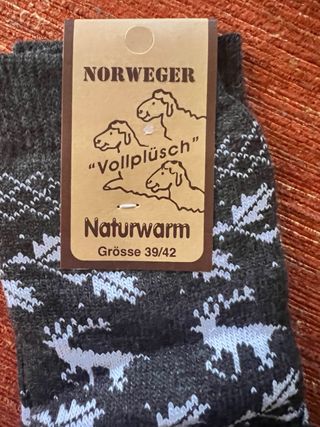 NORWEGER
"Vollplüsch"
Naturwarm
Grösse 39/42